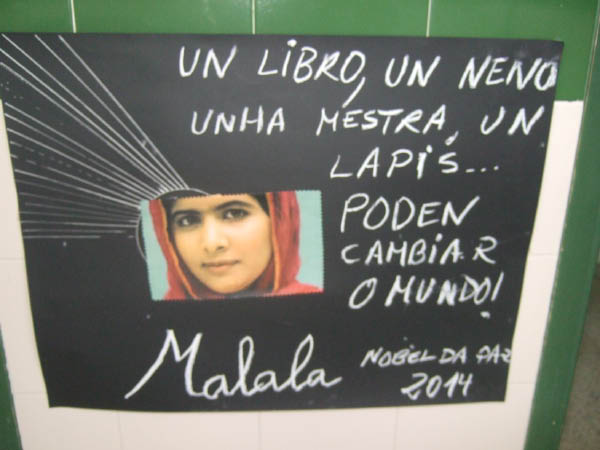 UN LIBRO, UN NENO
UNHA MESTRA, UN
LAPIS...
PODEN
CAMBIAR
O MUNDO!
Malala
NOBEL DA PAZ
2014